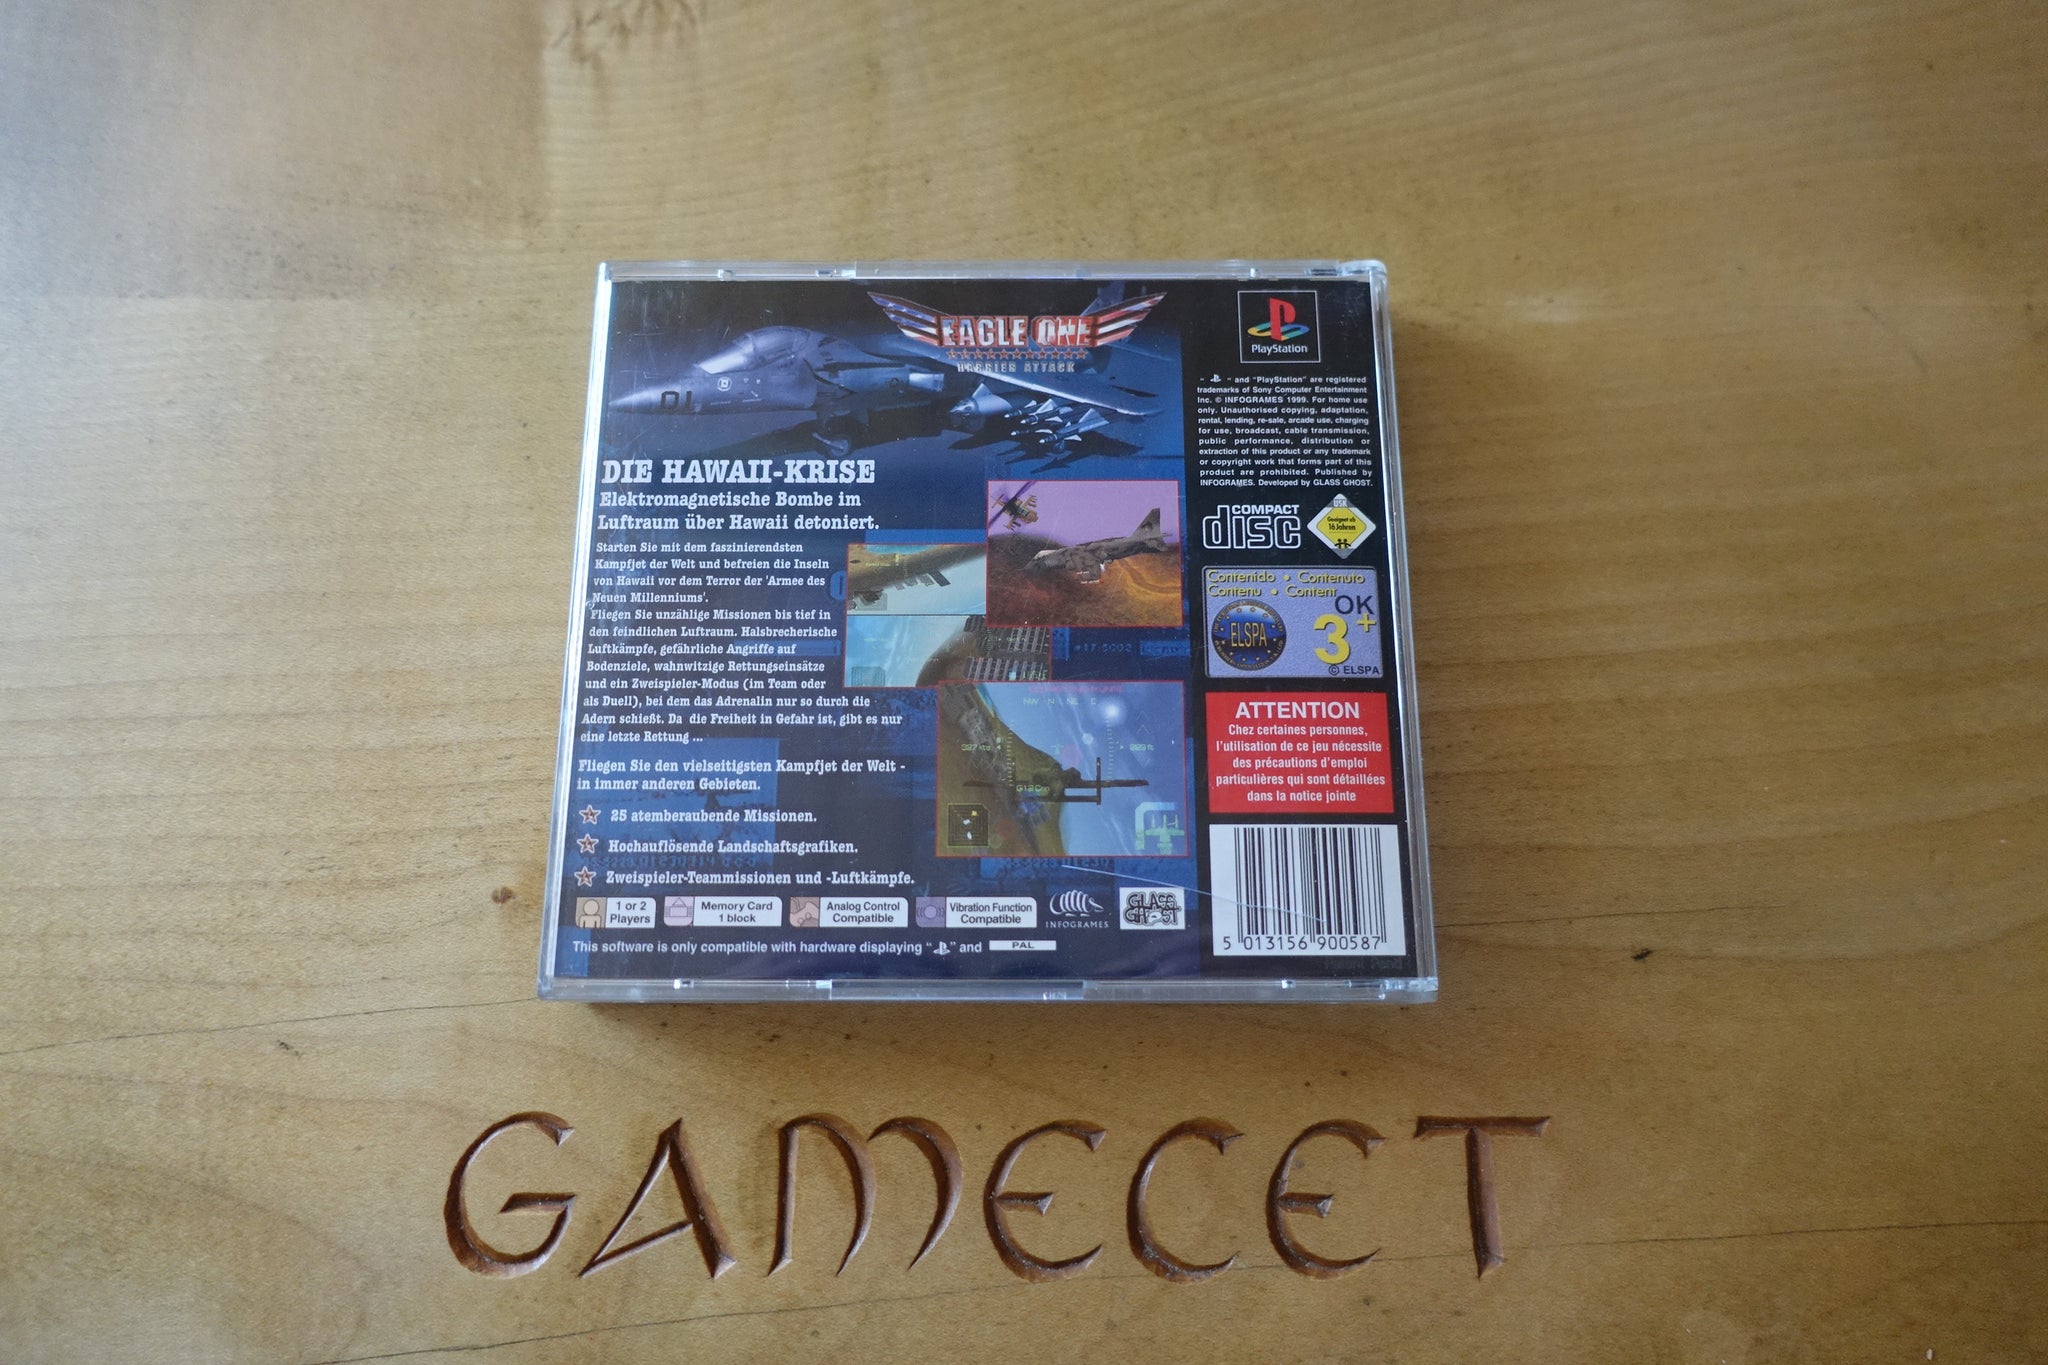 EAGLE ONE
HARRIER ATTACK
01
DIE HAWAII-KRISE
Elektromagnetische Bombe im
Luftraum über Hawaii detoniert.
Starten Sie mit dem faszinierendsten
Kampfjet der Welt und befreien die Inseln
von Hawaii vor dem Terror der 'Armee des
Neuen Millenniums'.
Fliegen Sie unzählige Missionen bis tief in
den feindlichen Luftraum. Halsbrecherische
Luftkämpfe, gefährliche Angriffe auf
Bodenziele, wahnwitzige Rettungseinsätze
und ein Zweispieler-Modus (im Team oder
als Duell), bei dem das Adrenalin nur so durch die
Adern schießt. Da die Freiheit in Gefahr ist, gibt es nur
eine letzte Rettung ...
Fliegen Sie den vielseitigsten Kampfjet der Welt -
in immer anderen Gebieten.
25 atemberaubende Missionen.
Hochauflösende Landschaftsgrafiken.
Zweispieler-Teammissionen und -Luftkämpfe.
1 or 2
Players
Memory Card
1 block
Analog Control
Compatible
Vibration Function
Compatible
INFOGRAMES
GLASS
GHOST
This software is only compatible with hardware displaying " " and PAL
PlayStation
" " and "PlayStation" are registered
trademarks of Sony Computer Entertainment
Inc. © INFOGRAMES 1999. For home use
only. Unauthorised copying, adaptation,
rental, lending, re-sale, arcade use, charging
for use, broadcast, cable transmission,
public performance, distribution or
extraction of this product or any trademark
or copyright work that forms part of this
product are prohibited. Published by
INFOGRAMES. Developed by GLASS GHOST.
COMPACT
disc
USK
Geeignet ab
16 Jahren
Contenido • Contenuto
Contenu • Content
OK
ELSPA
3+
© ELSPA
ATTENTION
Chez certaines personnes,
l'utilisation de ce jeu nécessite
des précautions d'emploi
particulières qui sont détaillées
dans la notice jointe
5 013156 900587
GAMECET